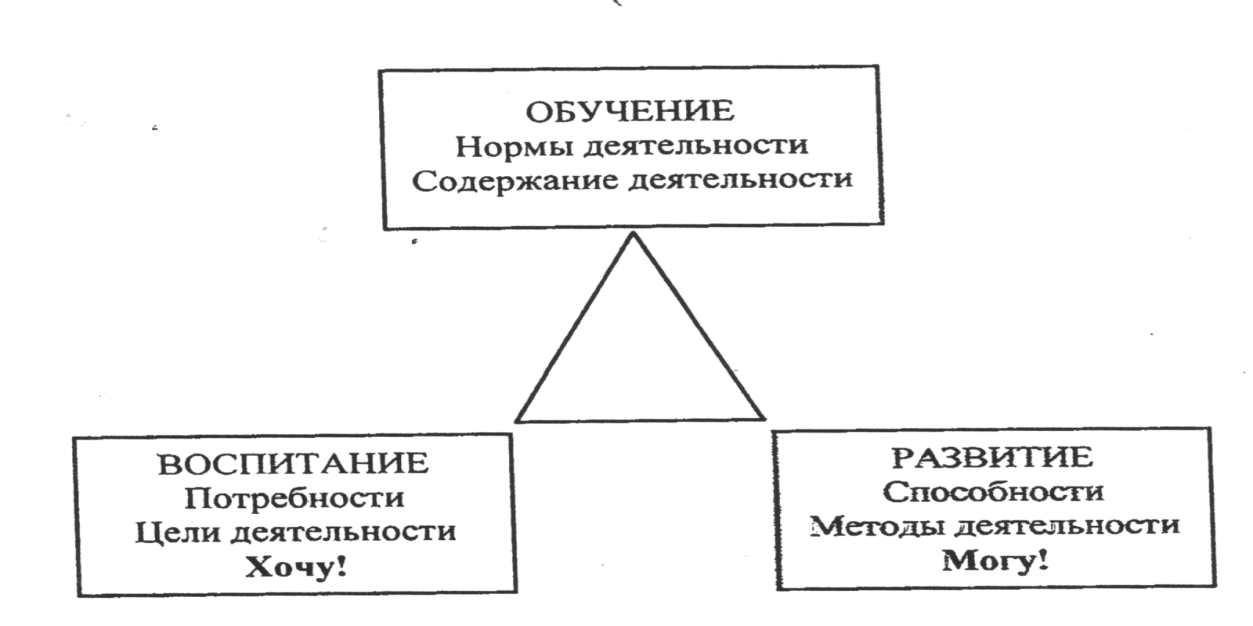 ОБУЧЕНИЕ
Нормы деятельности
Содержание деятельности
ВОСПИТАНИЕ
Потребности
Цели деятельности
Хочу!
РАЗВИТИЕ
Способности
Методы деятельности
Могу!